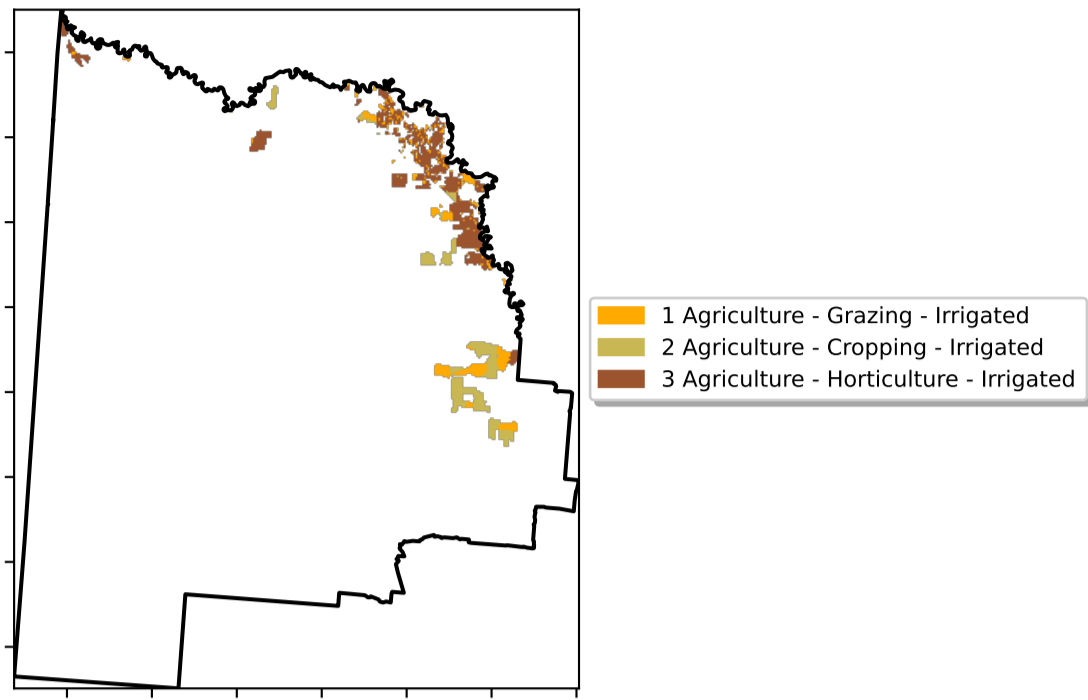 1 Agriculture - Grazing - Irrigated
2 Agriculture - Cropping - Irrigated
3 Agriculture - Horticulture - Irrigated